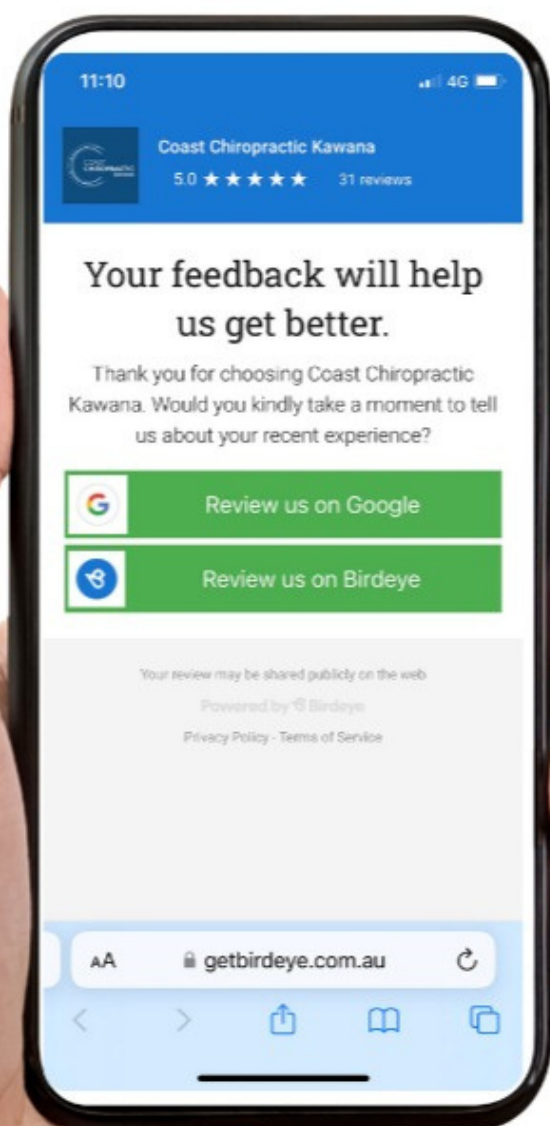 11:10
4G
COAST
CHIROPRACTIC
Coast Chiropractic Kawana
5.0 ★★★★★ 31 reviews
Your feedback will help
us get better.
Thank you for choosing Coast Chiropractic
Kawana. Would you kindly take a moment to tell
us about your recent experience?
Review us on Google
Review us on Birdeye
Your review may be shared publicly on the web
Powered by Birdeye
Privacy Policy - Terms of Service
AA getbirdeye.com.au